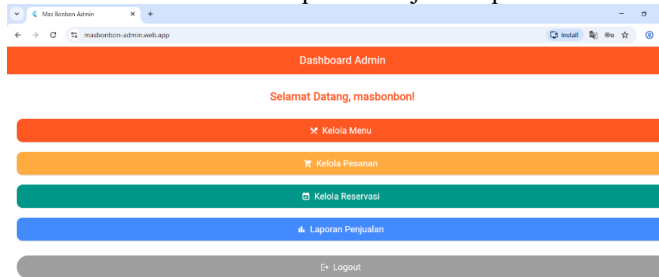 Mas Bonbon Admin
masbonbon-admin.web.app
Install
Dashboard Admin
Selamat Datang, masbonbon!
Kelola Menu
Kelola Pesanan
Kelola Reservasi
Laporan Penjualan
Logout